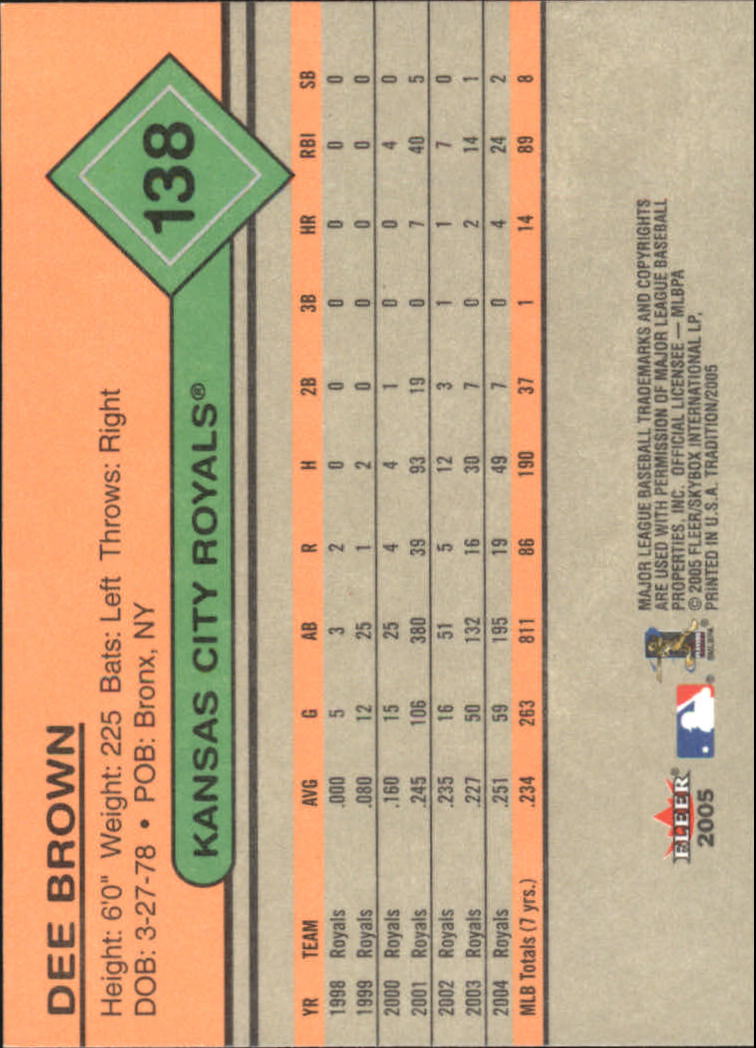 DEE BROWN
Height: 6'0" Weight: 225 Bats: Left Throws: Right
DOB: 3-27-78 • POB: Bronx, NY
138
KANSAS CITY ROYALS®
YR TEAM AVG G AB R H 2B 3B HR RBI SB
1998 Royals .000 5 3 2 0 0 0 0 0 0
1999 Royals .080 12 25 1 2 0 0 0 0 0
2000 Royals .160 15 25 4 4 1 0 0 4 0
2001 Royals .245 106 380 39 93 19 0 7 40 5
2002 Royals .235 16 51 5 12 3 1 1 7 0
2003 Royals .227 50 132 16 30 7 0 2 14 1
2004 Royals .251 59 195 19 49 7 0 4 24 2
MLB Totals (7 yrs.) .234 263 811 86 190 37 1 14 89 8
FLEER®
2005
®
®
©MLBPA
MAJOR LEAGUE BASEBALL TRADEMARKS AND COPYRIGHTS
ARE USED WITH PERMISSION OF MAJOR LEAGUE BASEBALL
PROPERTIES, INC. OFFICIAL LICENSEE — MLBPA
© 2005 FLEER/SKYBOX INTERNATIONAL LP,
PRINTED IN U.S.A. TRADITION/2005